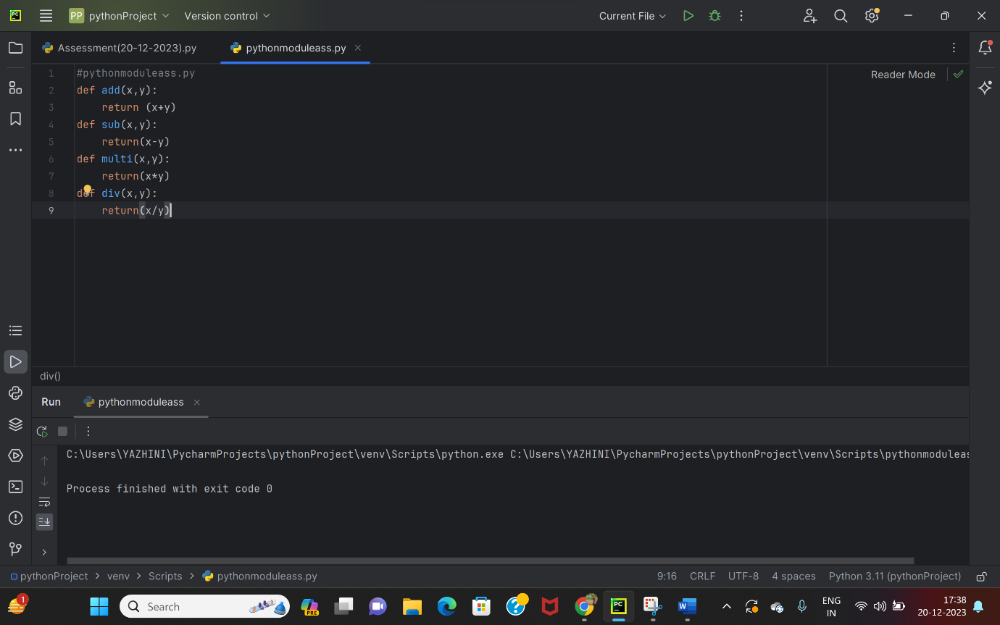 PC
PP pythonProject Version control Current File
Assessment(20-12-2023).py pythonmoduleass.py
Reader Mode
1 #pythonmoduleass.py
2 def add(x,y):
3     return (x+y)
4 def sub(x,y):
5     return(x-y)
6 def multi(x,y):
7     return(x*y)
8 def div(x,y):
9     return(x/y)
div()
Run pythonmoduleass
C:\Users\YAZHINI\PycharmProjects\pythonProject\venv\Scripts\python.exe C:\Users\YAZHINI\PycharmProjects\pythonProject\venv\Scripts\pythonmoduleas
Process finished with exit code 0
pythonProject > venv > Scripts > pythonmoduleass.py 9:16 CRLF UTF-8 4 spaces Python 3.11 (pythonProject)
1 Search PRE PC W ENG 17:38
IN 20-12-2023